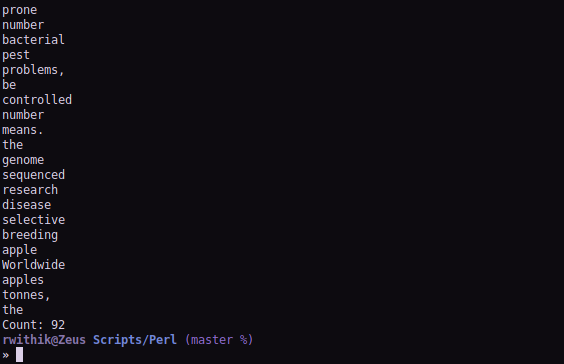 prone
number
bacterial
pest
problems,
be
controlled
number
means.
the
genome
sequenced
research
disease
selective
breeding
apple
Worldwide
apples
tonnes,
the
Count: 92
rwithik@Zeus Scripts/Perl (master %)
»